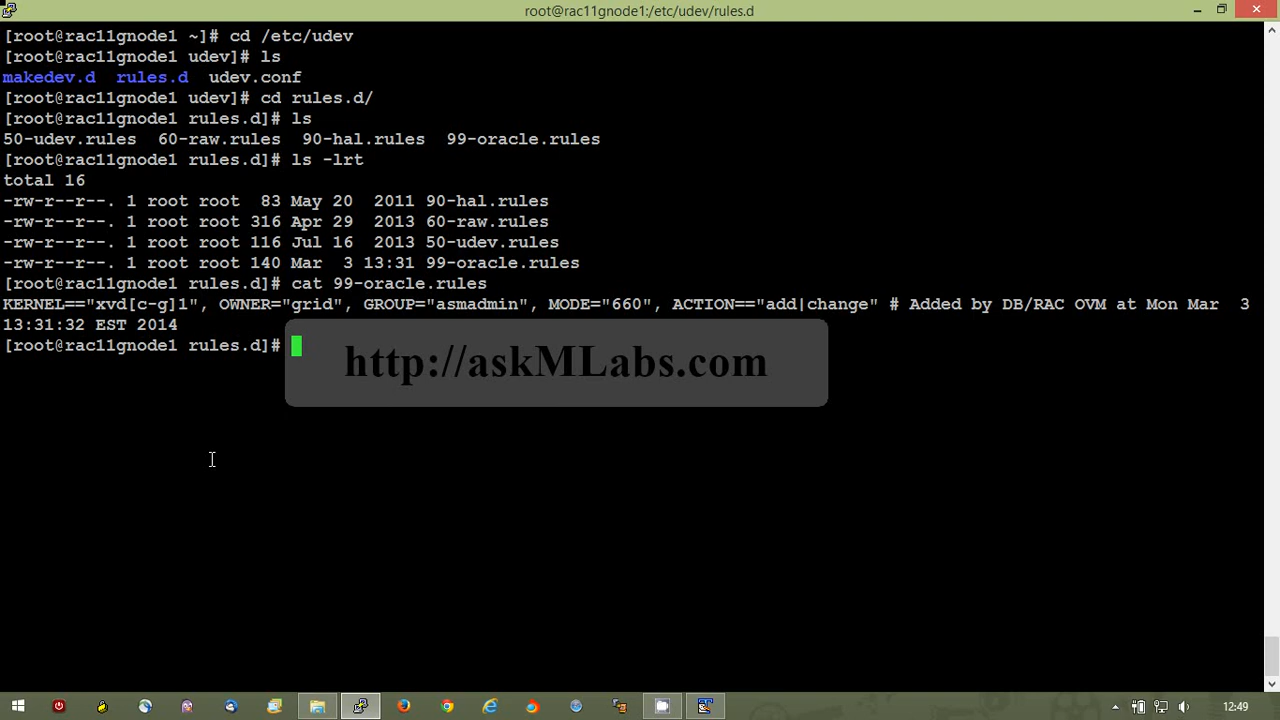 root@rac11gnode1:/etc/udev/rules.d
[root@rac11gnode1 ~]# cd /etc/udev
[root@rac11gnode1 udev]# ls
makedev.d  rules.d  udev.conf
[root@rac11gnode1 udev]# cd rules.d/
[root@rac11gnode1 rules.d]# ls
50-udev.rules  60-raw.rules  90-hal.rules  99-oracle.rules
[root@rac11gnode1 rules.d]# ls -lrt
total 16
-rw-r--r--. 1 root root  83 May 20  2011 90-hal.rules
-rw-r--r--. 1 root root 316 Apr 29  2013 60-raw.rules
-rw-r--r--. 1 root root 116 Jul 16  2013 50-udev.rules
-rw-r--r--. 1 root root 140 Mar  3 13:31 99-oracle.rules
[root@rac11gnode1 rules.d]# cat 99-oracle.rules
KERNEL=="xvd[c-g]1", OWNER="grid", GROUP="asmadmin", MODE="660", ACTION=="add|change" # Added by DB/RAC OVM at Mon Mar  3
13:31:32 EST 2014
[root@rac11gnode1 rules.d]#
http://askMLabs.com
12:49